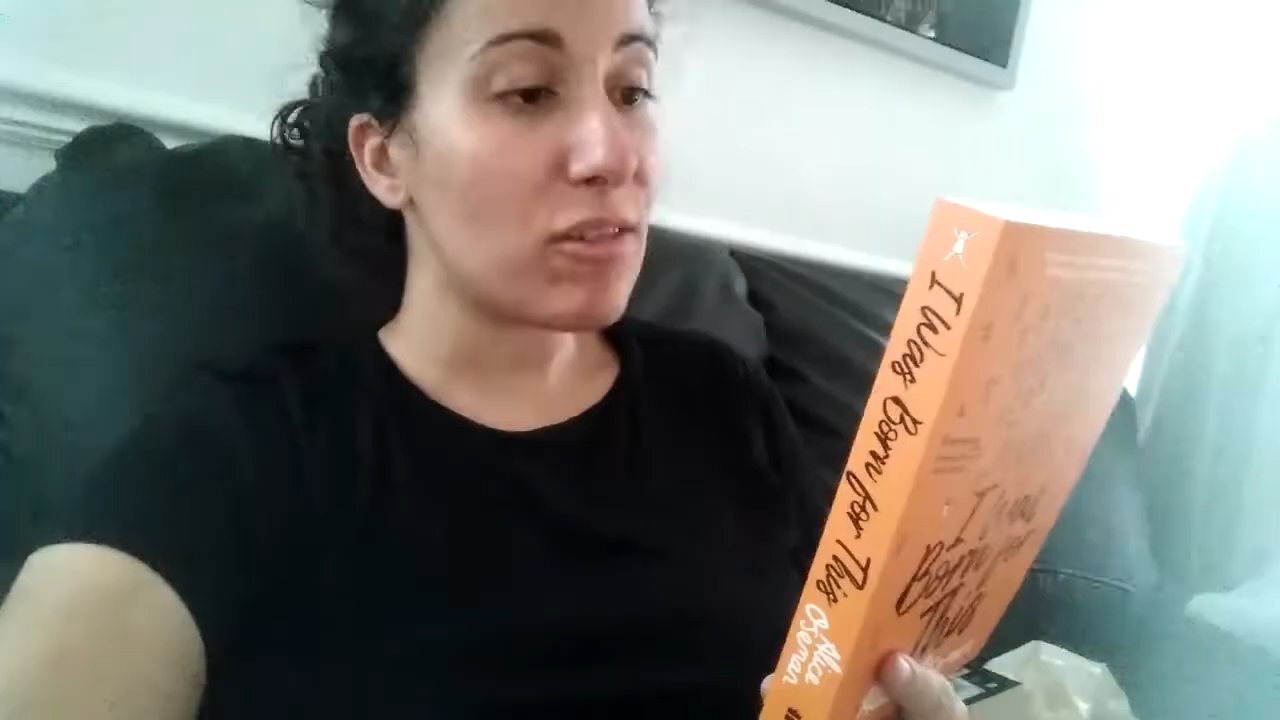 I Was Born for This
Alice
Oseman
I Was
Born for
This